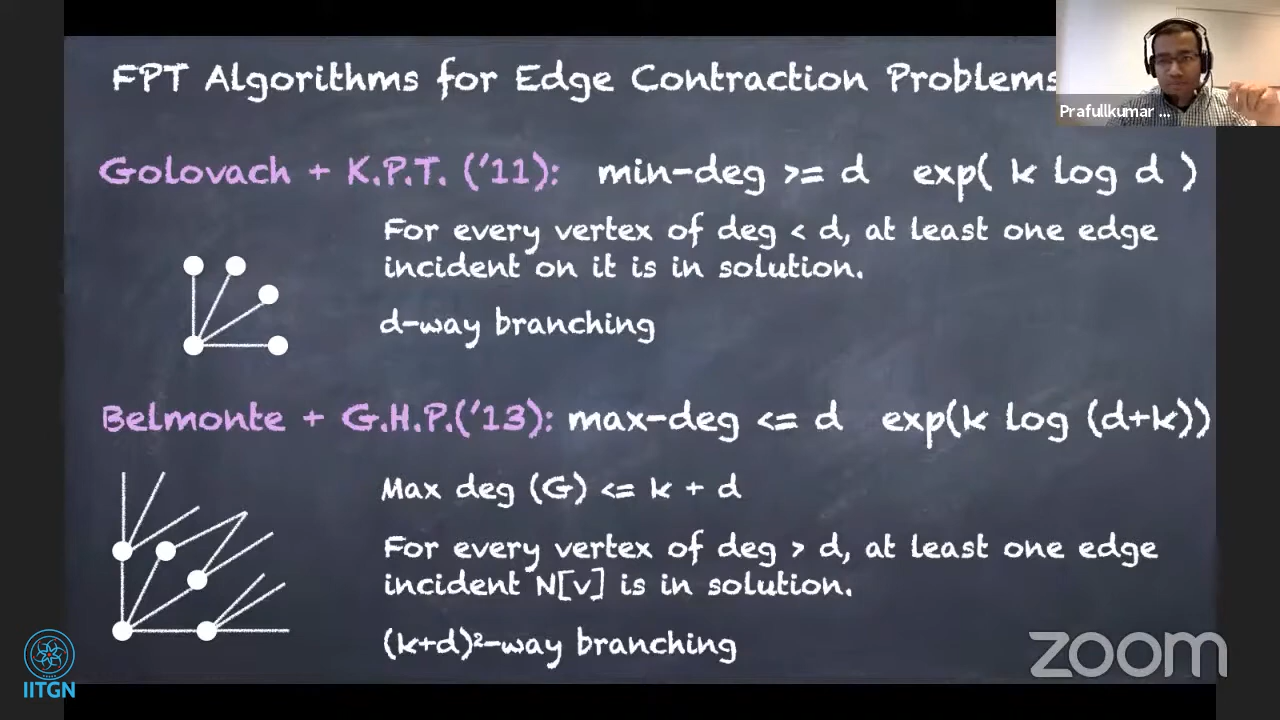 FPT Algorithms for Edge Contraction Problems
Prafullkumar ...
Golovach + K.P.T. ('11): min-deg >= d exp( k log d )
For every vertex of deg < d, at least one edge
incident on it is in solution.
d-way branching
Belmonte + G.H.P.('13): max-deg <= d exp(k log (d+k))
Max deg (G) <= k + d
For every vertex of deg > d, at least one edge
incident N[v] is in solution.
(k+d)²-way branching
zoom
IITGN